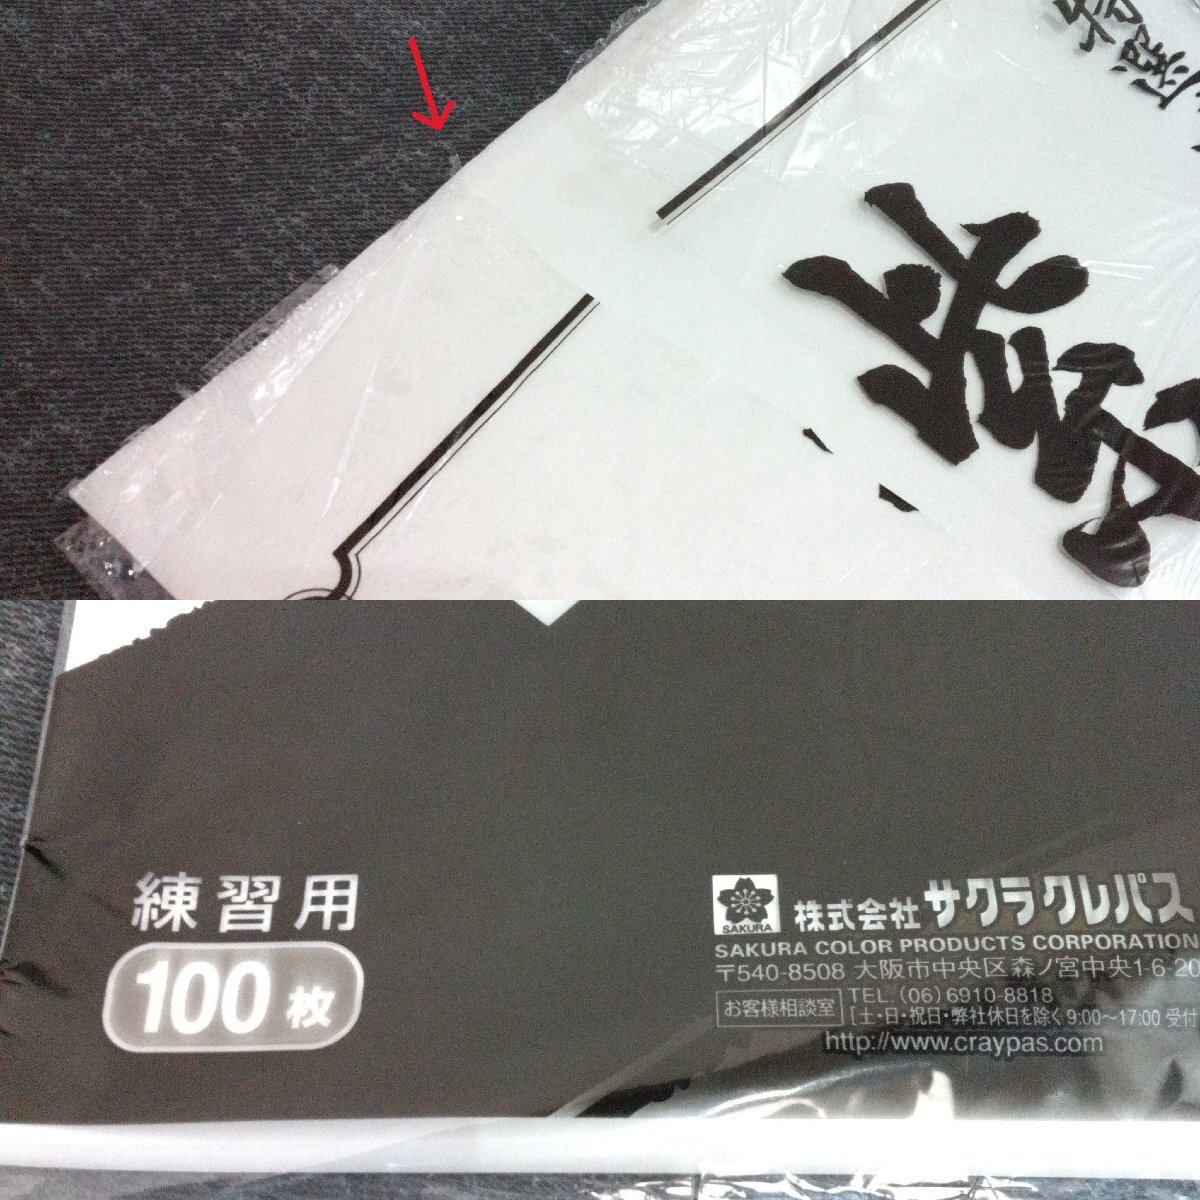 特選
練習用
100枚
SAKURA
株式会社サクラクレパス
SAKURA COLOR PRODUCTS CORPORATION
〒540-8508 大阪市中央区森ノ宮中央1-6-20
お客様相談室
TEL. (06) 6910-8818
[土・日・祝日・弊社休日を除く 9:00～17:00 受付
http://www.craypas.com